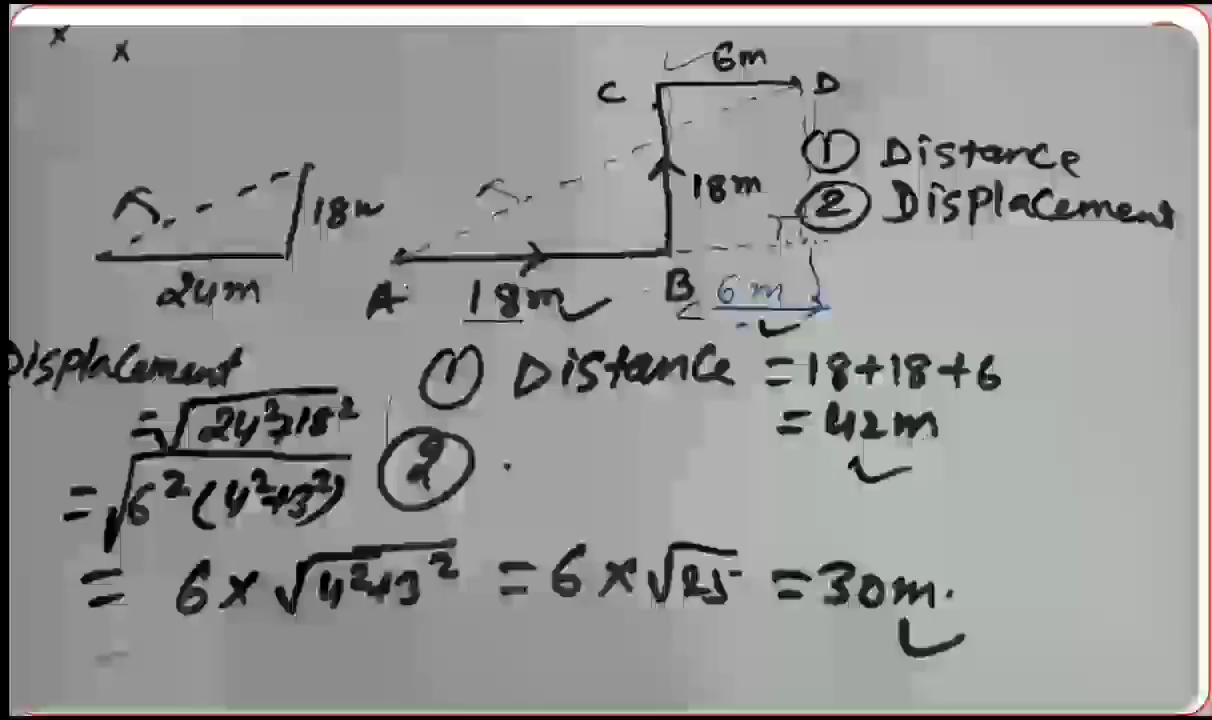 x x
C 6m D
① Distance
18m 18m ② Displacement
24m A 18m B 6m
C
Displacement ① Distance = 18+18+6
= √24²+18² = 42m
②
= √6²(4²+3²)
= 6 x √4²+3² = 6 x √25 = 30m.